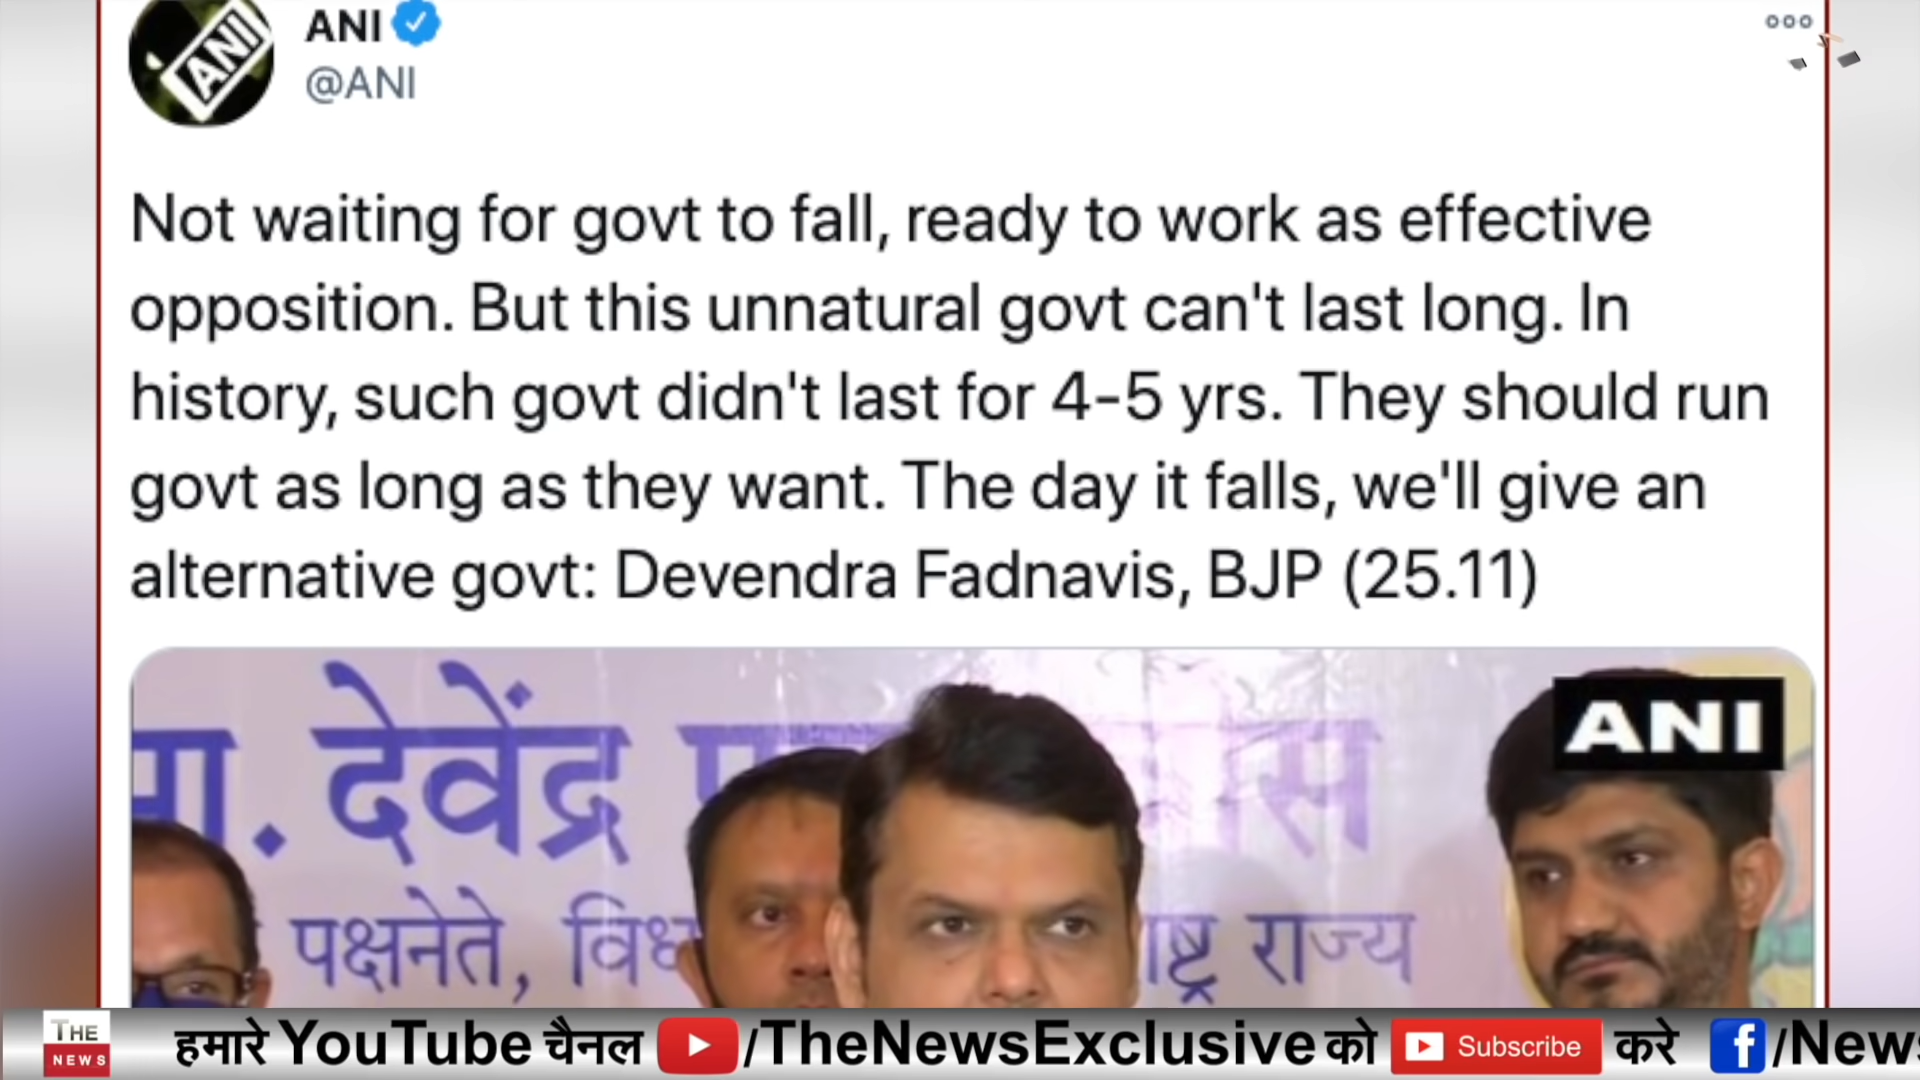 ANI
ANI
@ANI
Not waiting for govt to fall, ready to work as effective
opposition. But this unnatural govt can't last long. In
history, such govt didn't last for 4-5 yrs. They should run
govt as long as they want. The day it falls, we'll give an
alternative govt: Devendra Fadnavis, BJP (25.11)
ANI
मा. देवेंद्र
पक्षनेते, राज्य
THE
NEWS
हमारे YouTube चैनल /TheNewsExclusive को Subscribe करे f/News